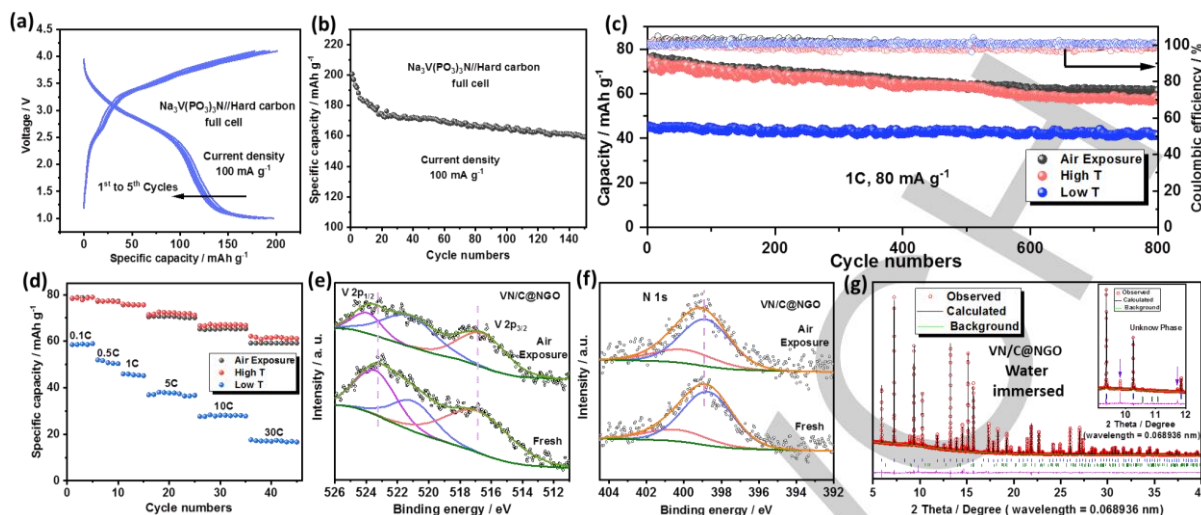 (a)
4.0
3.5
3.0
2.5
2.0
1.5
1.0
Voltage / V
Na₃V(PO₃)₃N//Hard carbon
full cell
Current density
100 mA g⁻¹
1ˢᵗ to 5ᵗʰ Cycles
0 50 100 150 200
Specific capacity / mAh g⁻¹
(b)
220
200
180
160
140
120
100
Specific capacity / mAh g⁻¹
Na₃V(PO₃)₃N//Hard carbon
full cell
Current density
100 mA g⁻¹
0 20 40 60 80 100 120 140
Cycle numbers
(c)
80
60
40
20
0
Capacity / mAh g⁻¹
100
80
60
40
20
0
Coulombic efficiency / %
1C, 80 mA g⁻¹
Air Exposure
High T
Low T
0 200 400 600 800
Cycle numbers
(d)
80
60
40
20
0
Specific capacity / mAh g⁻¹
0.1C
0.5C
1C
5C
10C
30C
Air Exposure
High T
Low T
0 10 20 30 40
Cycle numbers
(e)
V 2p₁/₂
VN/C@NGO
V 2p₃/₂
Air
Exposure
Fresh
Intensity / a. u.
526 524 522 520 518 516 514 512
Binding energy / eV
(f)
N 1s
VN/C@NGO
Air
Exposure
Fresh
Intensity / a. u.
404 402 400 398 396 394 392
Binding energy / eV
(g)
Observed
Calculated
Background
VN/C@NGO
Water
immersed
Observed
Calculated
Background
Unknow Phase
10 11 12
2 Theta / Degree
(wavelength = 0.068936 nm)
5 10 15 20 25 30 35 40
2 Theta / Degree ( wavelength = 0.068936 nm)